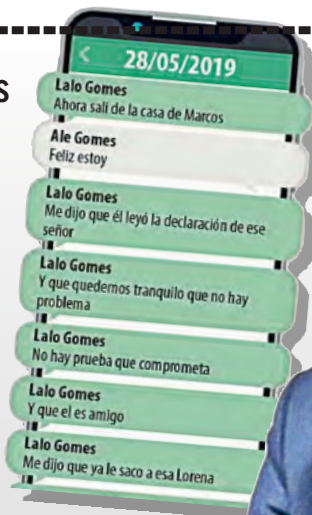 S
28/05/2019
Lalo Gomes
Ahora salí de la casa de Marcos
Ale Gomes
Feliz estoy
Lalo Gomes
Me dijo que él leyó la declaración de ese
señor
Lalo Gomes
Y que quedemos tranquilo que no hay
problema
Lalo Gomes
No hay prueba que comprometa
Lalo Gomes
Y que el es amigo
Lalo Gomes
Me dijo que ya le saco a esa Lorena